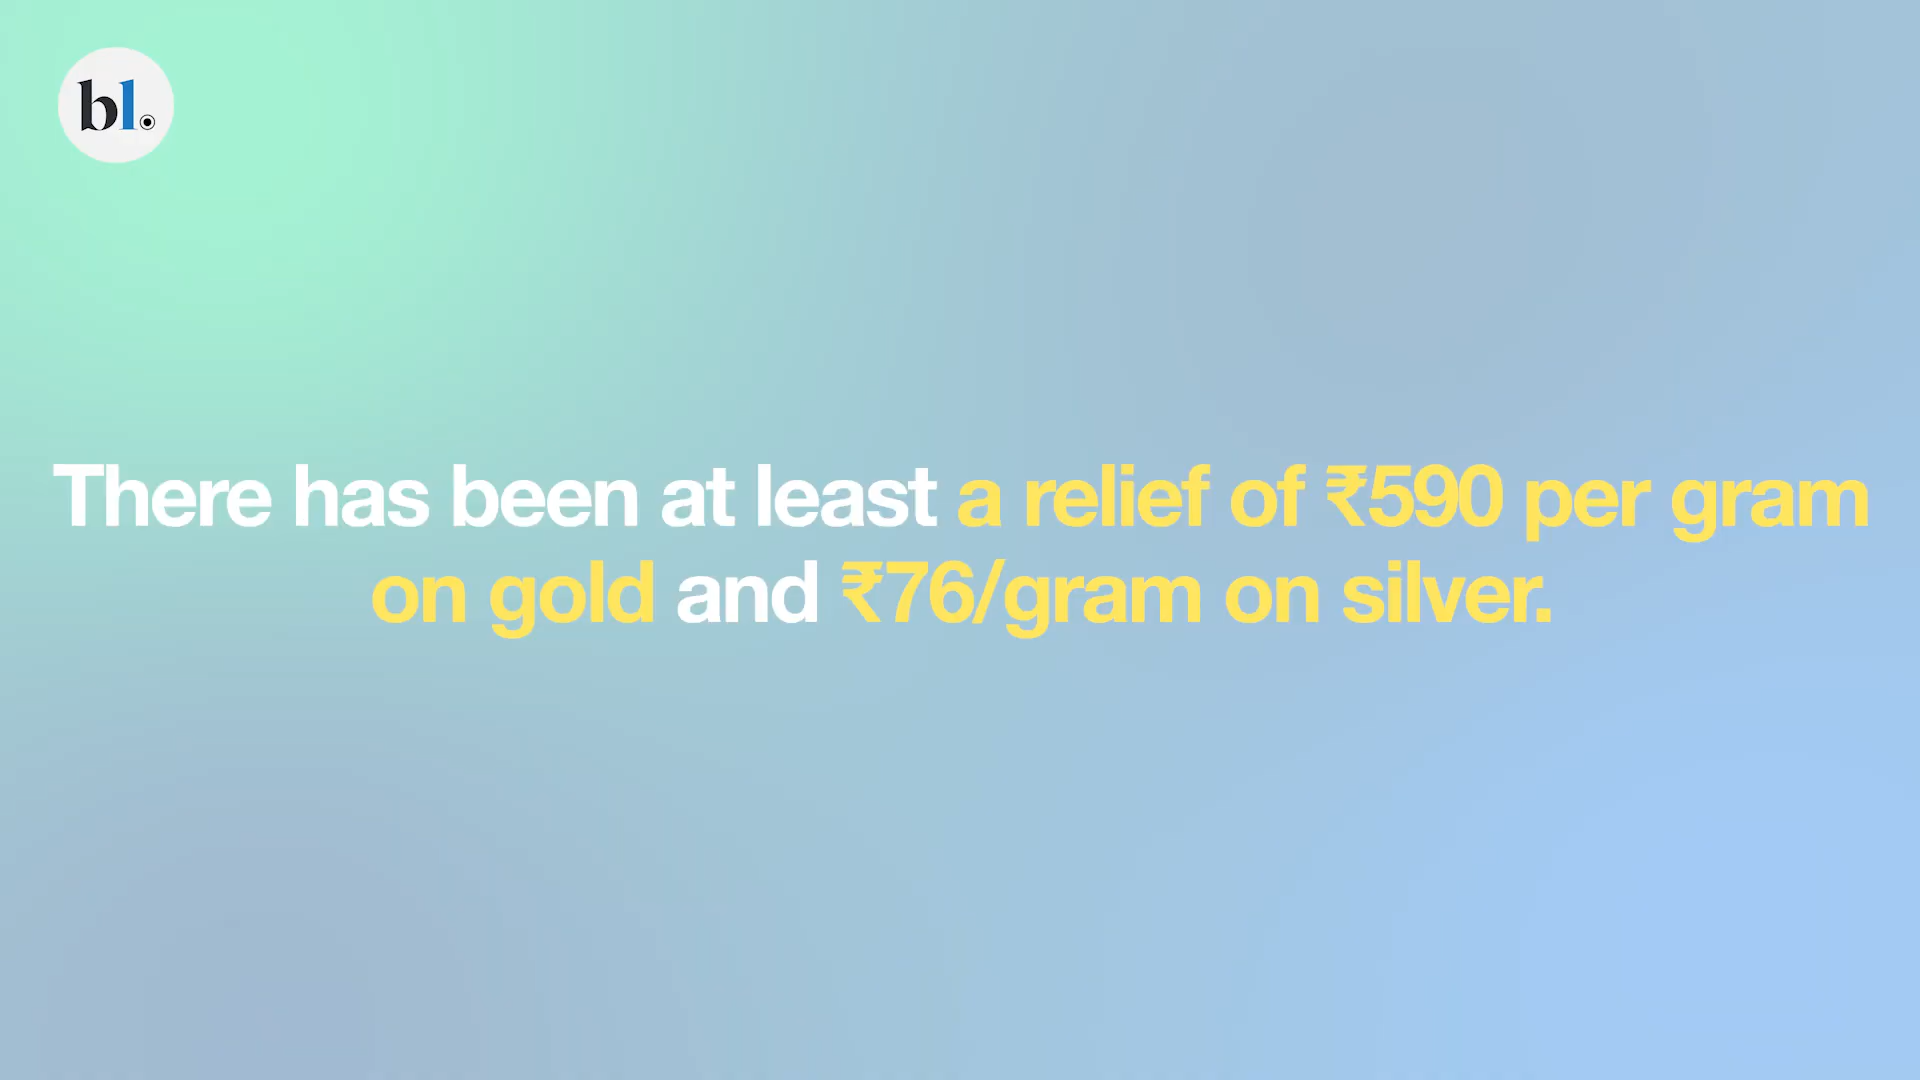 bl.
There has been at least a relief of ₹590 per gram
on gold and ₹76/gram on silver.